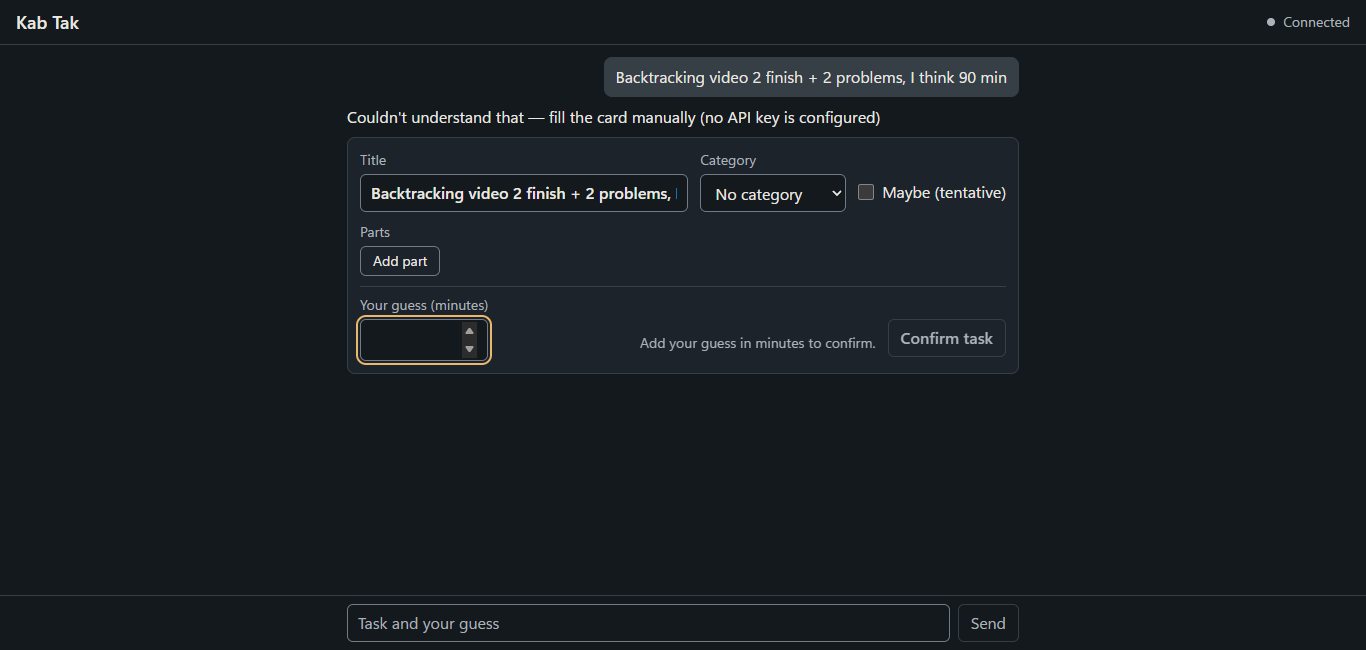 Kab Tak
Connected
Backtracking video 2 finish + 2 problems, I think 90 min
Couldn't understand that — fill the card manually (no API key is configured)
Title
Category
Backtracking video 2 finish + 2 problems,
No category
Maybe (tentative)
Parts
Add part
Your guess (minutes)
Add your guess in minutes to confirm.
Confirm task
Task and your guess
Send